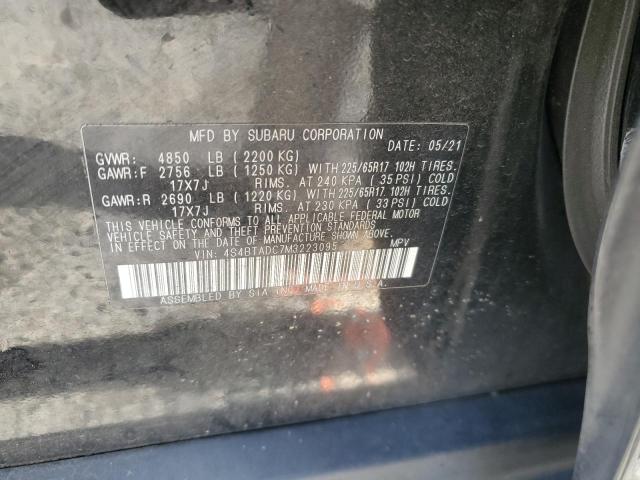 MFD BY SUBARU CORPORATION DATE: 05/21
GVWR: 4850 LB (2200 KG)
GAWR:F 2756 LB (1250 KG) WITH 225/65R17 102H TIRES.
17X7J RIMS. AT 240 KPA (35 PSI) COLD
GAWR:R 2690 LB (1220 KG) WITH 225/65R17 102H TIRES.
17X7J RIMS. AT 230 KPA (33 PSI) COLD
THIS VEHICLE CONFORMS TO ALL APPLICABLE FEDERAL MOTOR
VEHICLE SAFETY AND THEFT PREVENTION STANDARDS
IN EFFECT ON THE DATE OF MANUFACTURE SHOWN ABOVE.
VIN: 4S4BTADC7M3223095 MPV
ASSEMBLED BY SIA, INC. MADE IN U.S.A.